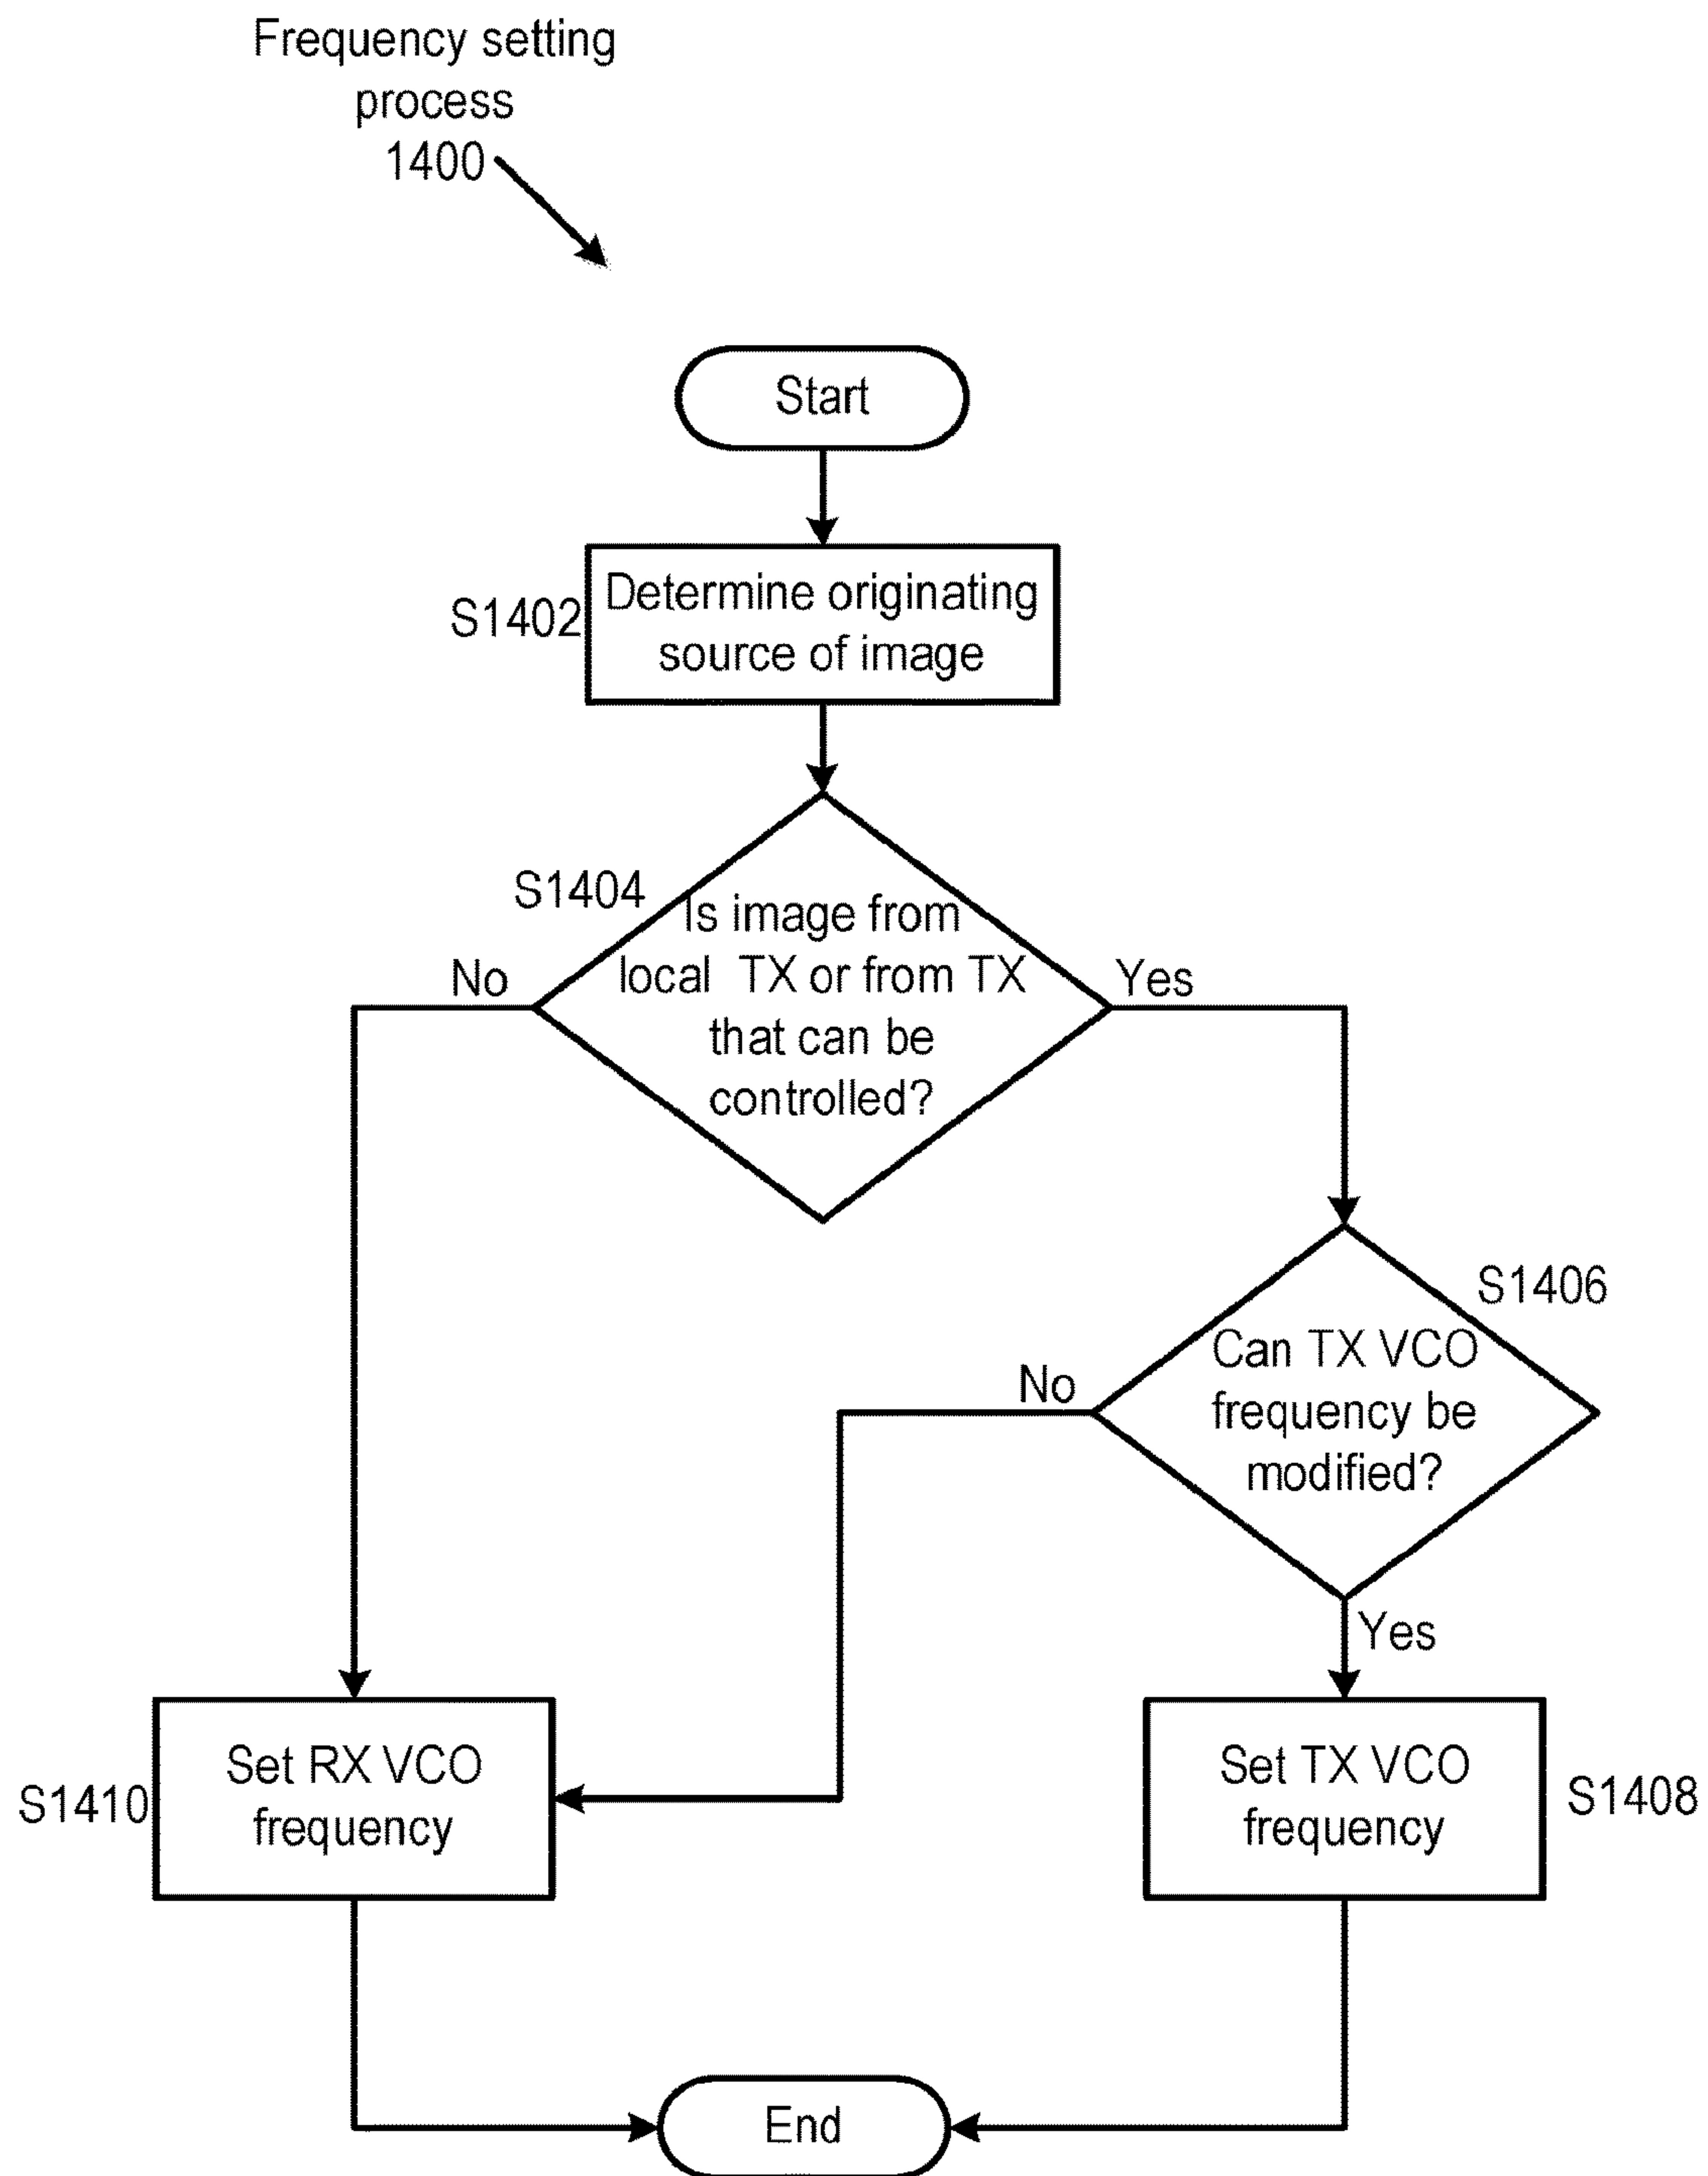 Frequency setting
process
1400
Start
S1402
Determine originating
source of image
S1404
Is image from
local TX or from TX
that can be
controlled?
No
Yes
S1406
Can TX VCO
frequency be
modified?
No
Yes
S1410
Set RX VCO
frequency
Set TX VCO
frequency
S1408
End